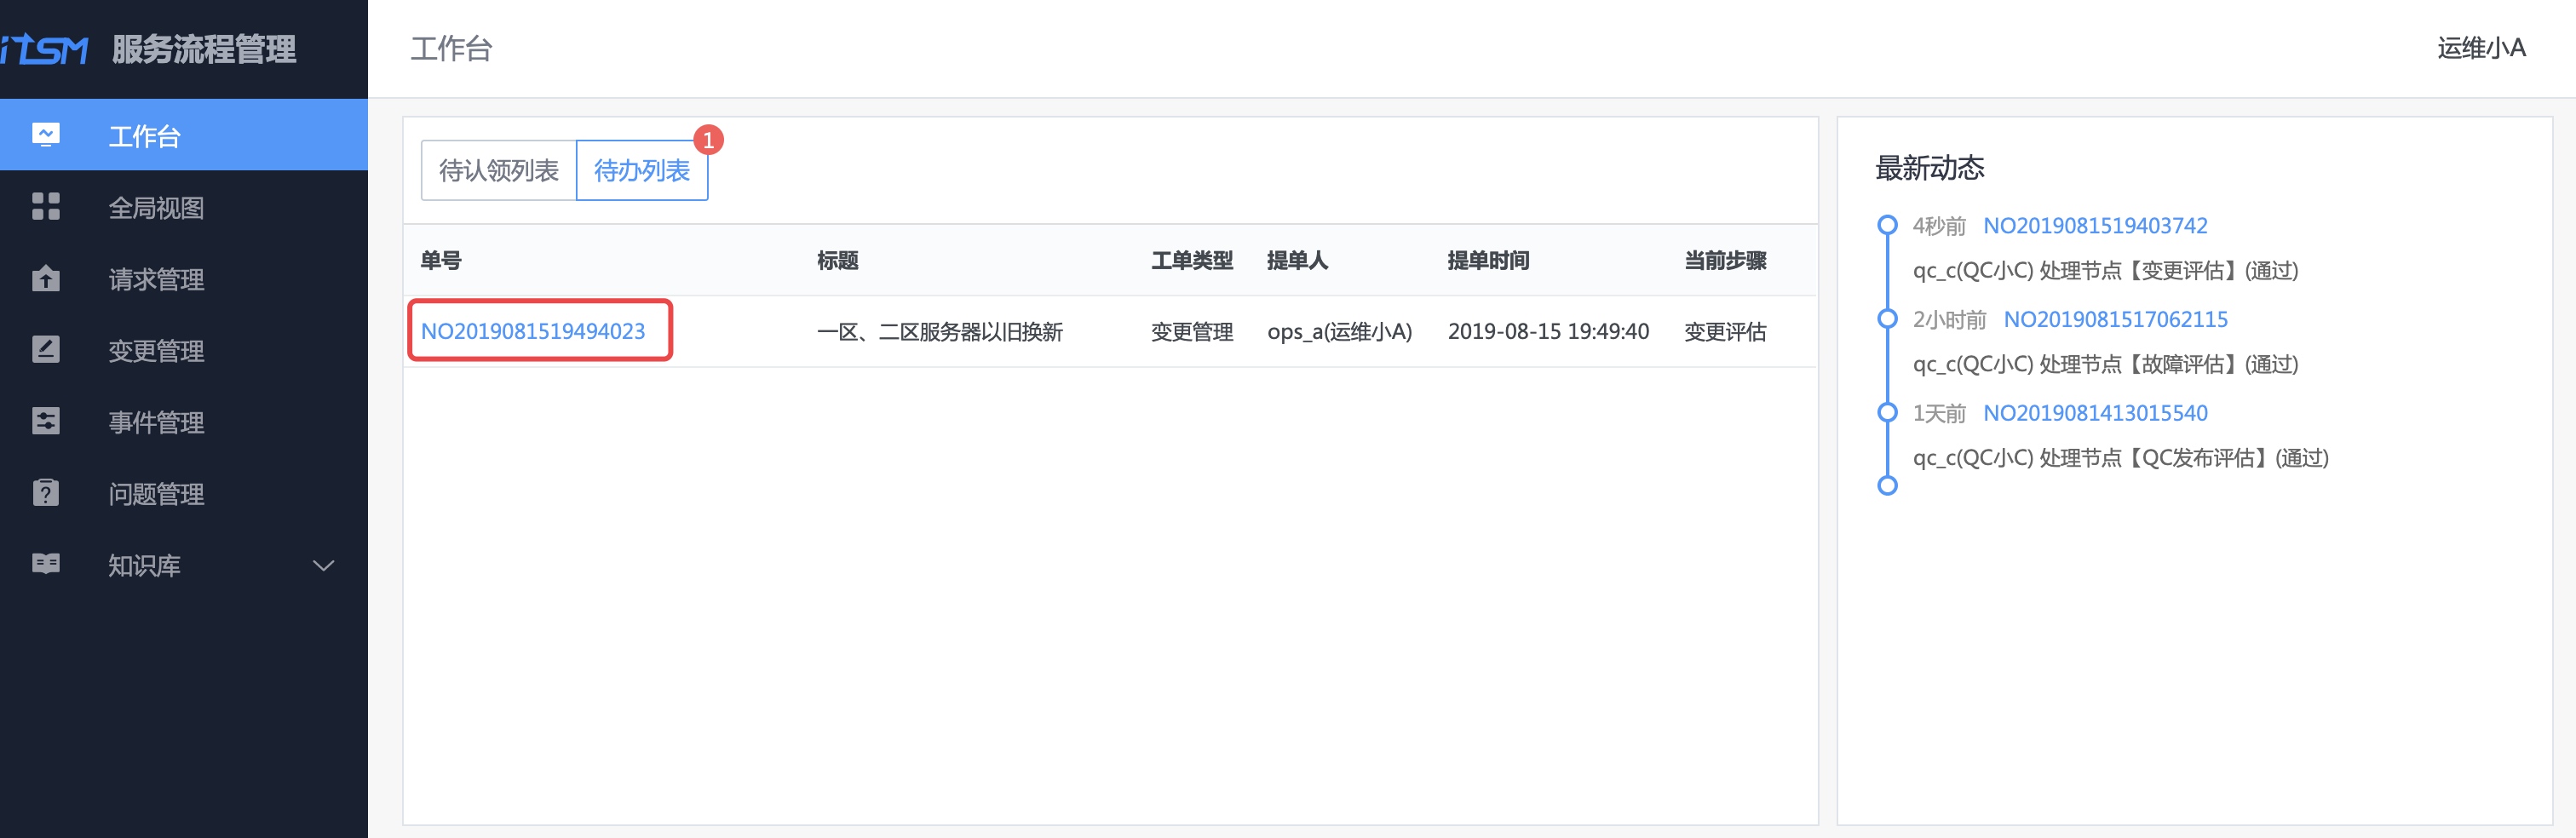 iTSM 服务流程管理
工作台
全局视图
请求管理
变更管理
事件管理
问题管理
知识库
工作台
运维小A
待认领列表 待办列表 1
单号 标题 工单类型 提单人 提单时间 当前步骤
NO2019081519494023 一区、二区服务器以旧换新 变更管理 ops_a(运维小A) 2019-08-15 19:49:40 变更评估
最新动态
4秒前 NO2019081519403742
qc_c(QC小C) 处理节点【变更评估】(通过)
2小时前 NO2019081517062115
qc_c(QC小C) 处理节点【故障评估】(通过)
1天前 NO2019081413015540
qc_c(QC小C) 处理节点【QC发布评估】(通过)